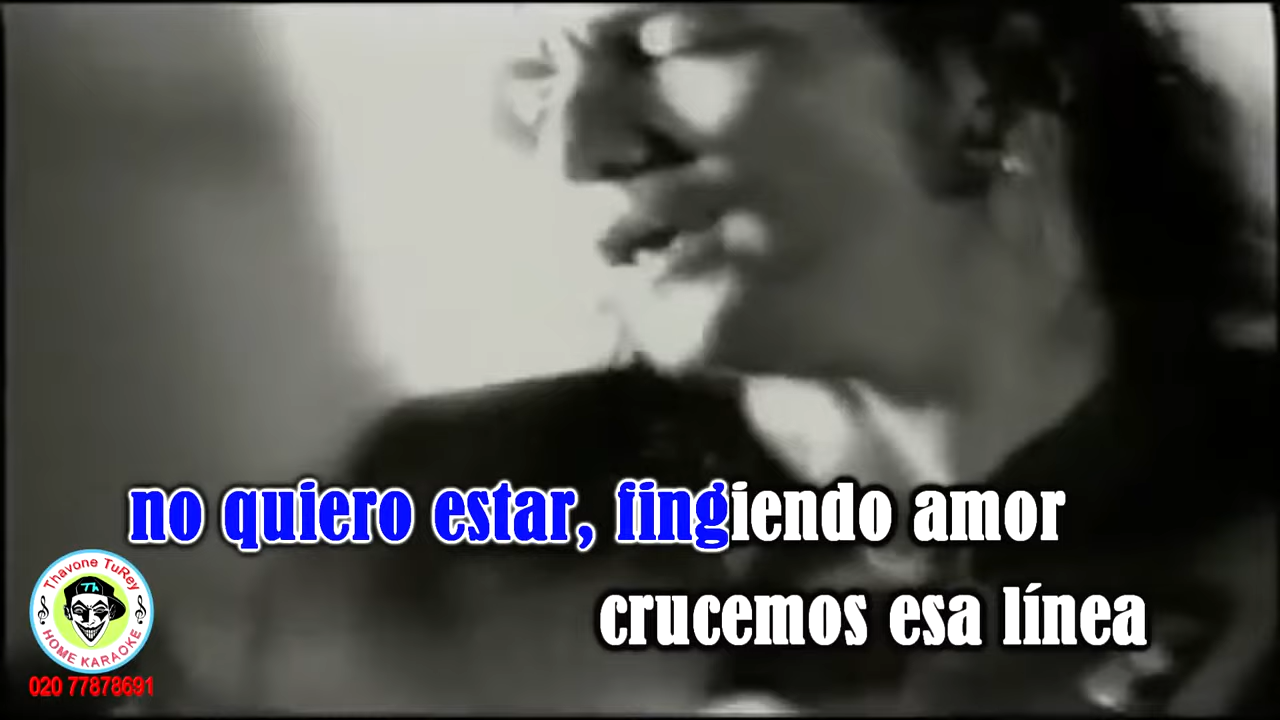 no quiero estar, fingiendo amor
crucemos esa línea
Thavone TuRey
Th
HOME KARAOKE
020 77878691